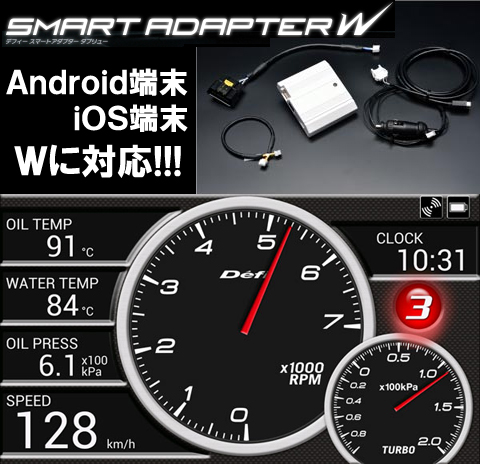 SMART ADAPTER W
デフィー スマートアダプター ダブリュー
Android端末
iOS端末
Wに対応!!!
OIL TEMP
91 °C
WATER TEMP
84 °C
OIL PRESS
6.1 x100 kPa
SPEED
128 km/h
0
1
2
3
4
5
6
7
Défi
x1000
RPM
CLOCK
10:31
3
0.8
0.6
0.4
0.2
0
0.5
1.0
1.5
2.0
x100kPa
TURBO